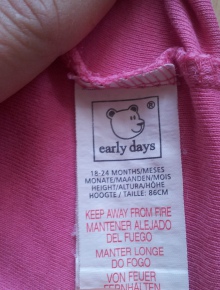 ®
early days
18-24 MONTHS/MESES
MONATE/MAANDEN/MOIS
HEIGHT/ALTURA/HÖHE
HOOGTE / TAILLE: 86CM
KEEP AWAY FROM FIRE
MANTENER ALEJADO
DEL FUEGO
MANTER LONGE
DO FOGO
VON FEUER
FERNHALTEN